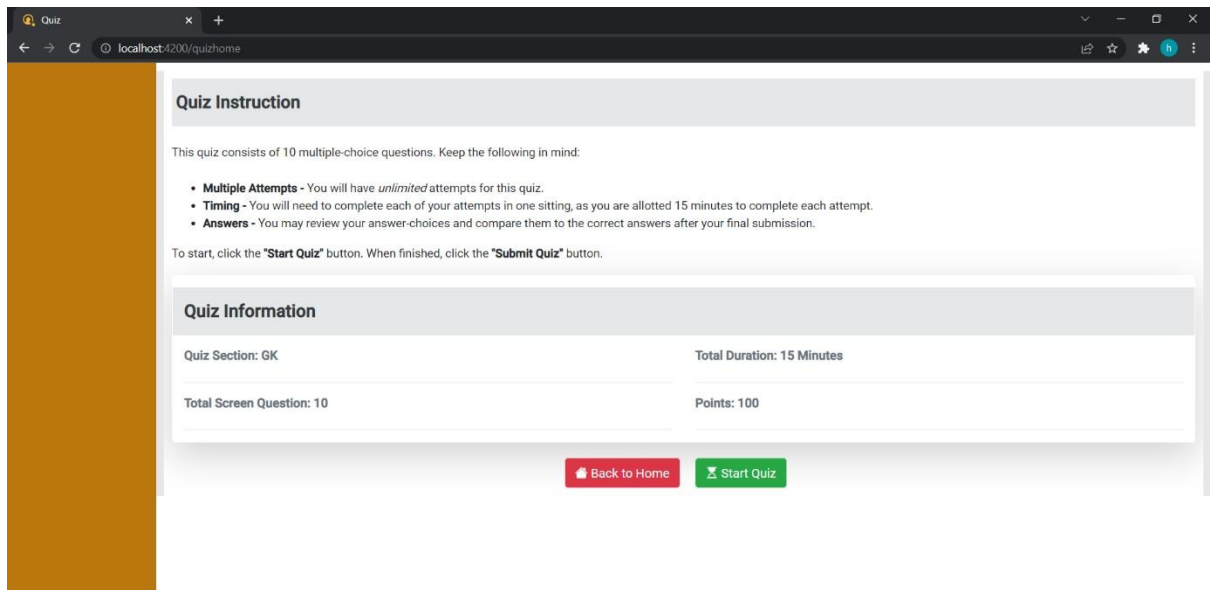 Quiz
localhost:4200/quizhome
h
Quiz Instruction
This quiz consists of 10 multiple-choice questions. Keep the following in mind:
• Multiple Attempts - You will have unlimited attempts for this quiz.
• Timing - You will need to complete each of your attempts in one sitting, as you are allotted 15 minutes to complete each attempt.
• Answers - You may review your answer-choices and compare them to the correct answers after your final submission.
To start, click the "Start Quiz" button. When finished, click the "Submit Quiz" button.
Quiz Information
Quiz Section: GK
Total Duration: 15 Minutes
Total Screen Question: 10
Points: 100
Back to Home
Start Quiz